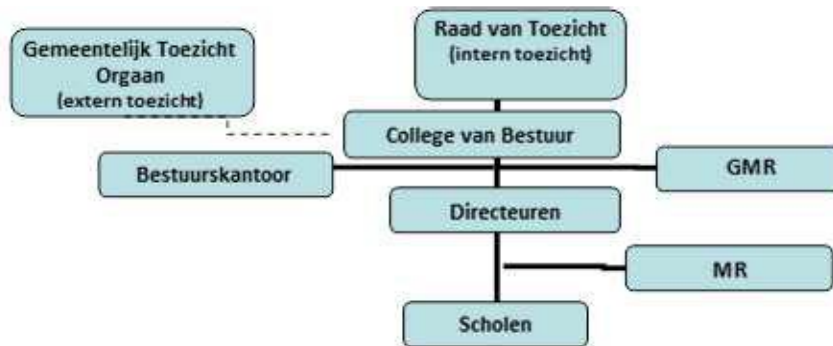 Raad van Toezicht
(intern toezicht)
Gemeentelijk Toezicht
Orgaan
(extern toezicht)
College van Bestuur
Bestuurskantoor
GMR
Directeuren
MR
Scholen